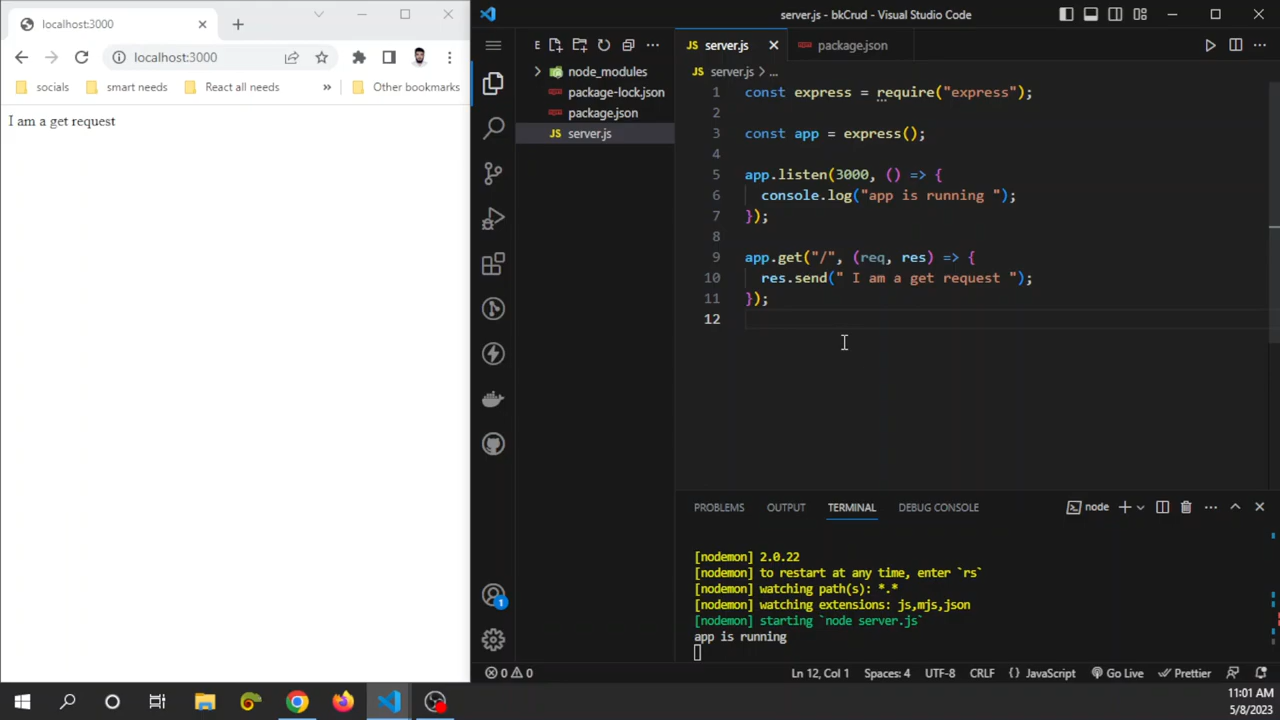 localhost:3000
localhost:3000
socials
smart needs
React all needs
»
Other bookmarks
I am a get request
server.js - bkCrud - Visual Studio Code
E
node_modules
package-lock.json
package.json
JS server.js
JS server.js
package.json
JS server.js > ...
1 const express = require("express");
2
3 const app = express();
4
5 app.listen(3000, () => {
6 console.log("app is running ");
7 });
8
9 app.get("/", (req, res) => {
10 res.send(" I am a get request ");
11 });
12
PROBLEMS OUTPUT TERMINAL DEBUG CONSOLE
node
[nodemon] 2.0.22
[nodemon] to restart at any time, enter `rs`
[nodemon] watching path(s): *.*
[nodemon] watching extensions: js,mjs,json
[nodemon] starting `node server.js`
app is running
1
0 0 Ln 12, Col 1 Spaces: 4 UTF-8 CRLF {} JavaScript Go Live Prettier
11:01 AM
5/8/2023